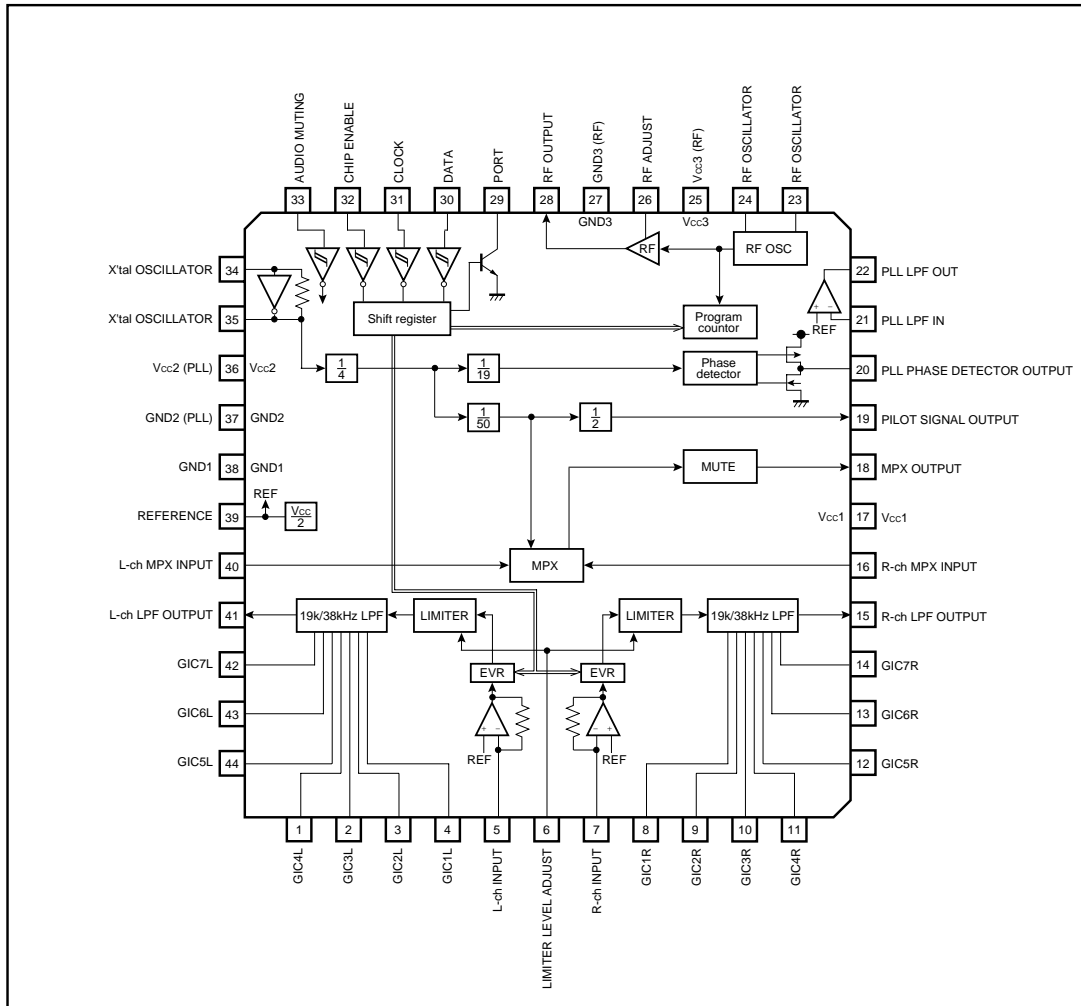 AUDIO MUTING
CHIP ENABLE
CLOCK
DATA
PORT
RF OUTPUT
GND3 (RF)
RF ADJUST
Vcc3 (RF)
RF OSCILLATOR
RF OSCILLATOR
33
32
31
30
29
28
27
26
25
24
23
GND3
Vcc3
X'tal OSCILLATOR 34
RF
RF OSC
22 PLL LPF OUT
X'tal OSCILLATOR 35
Shift register
Program
countor
+ -
REF
21 PLL LPF IN
Vcc2 (PLL) 36 Vcc2
1
4
1
19
Phase
detector
20 PLL PHASE DETECTOR OUTPUT
GND2 (PLL) 37 GND2
1
50
1
2
19 PILOT SIGNAL OUTPUT
GND1 38 GND1
MUTE
18 MPX OUTPUT
REFERENCE 39
REF
Vcc
2
Vcc1 17 Vcc1
L-ch MPX INPUT 40
MPX
16 R-ch MPX INPUT
L-ch LPF OUTPUT 41
19k/38kHz LPF
LIMITER
LIMITER
19k/38kHz LPF
15 R-ch LPF OUTPUT
GIC7L 42
EVR
EVR
14 GIC7R
GIC6L 43
+ -
- +
13 GIC6R
GIC5L 44
REF
REF
12 GIC5R
1
2
3
4
5
6
7
8
9
10
11
GIC4L
GIC3L
GIC2L
GIC1L
L-ch INPUT
LIMITER LEVEL ADJUST
R-ch INPUT
GIC1R
GIC2R
GIC3R
GIC4R